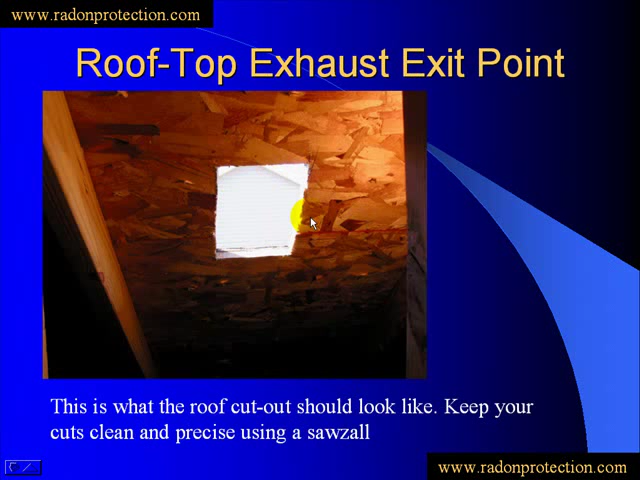 www.radonprotection.com
Roof-Top Exhaust Exit Point
This is what the roof cut-out should look like. Keep your
cuts clean and precise using a sawzall
www.radonprotection.com